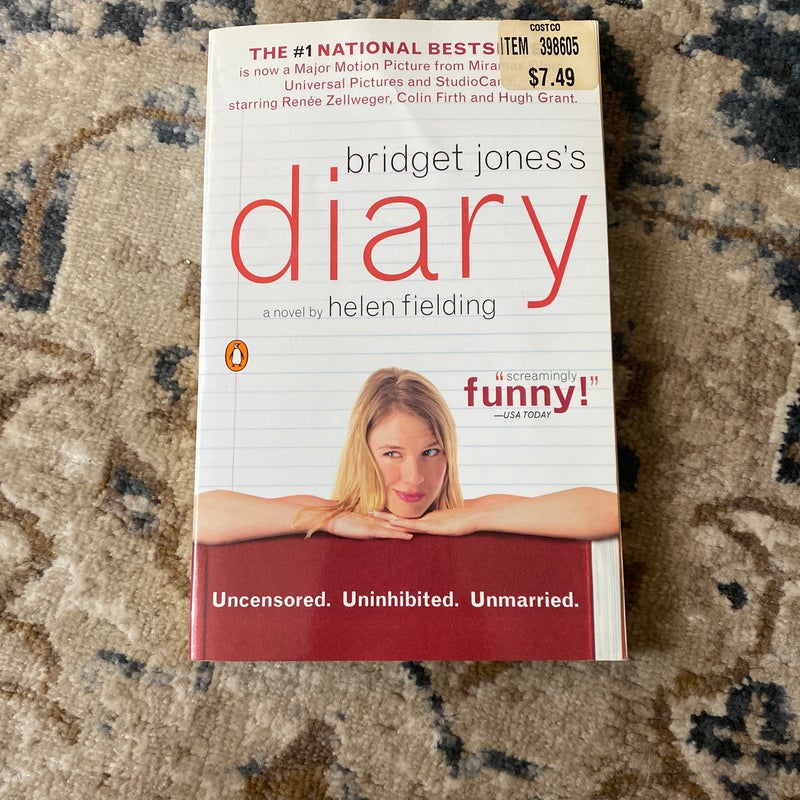 COSTCO
ITEM 398605
$7.49
THE #1 NATIONAL BESTS
is now a Major Motion Picture from Miramax
Universal Pictures and StudioCanal,
starring Renée Zellweger, Colin Firth and Hugh Grant.
bridget jones's
diary
a novel by helen fielding
"screamingly
funny!"
—USA TODAY
Uncensored. Uninhibited. Unmarried.